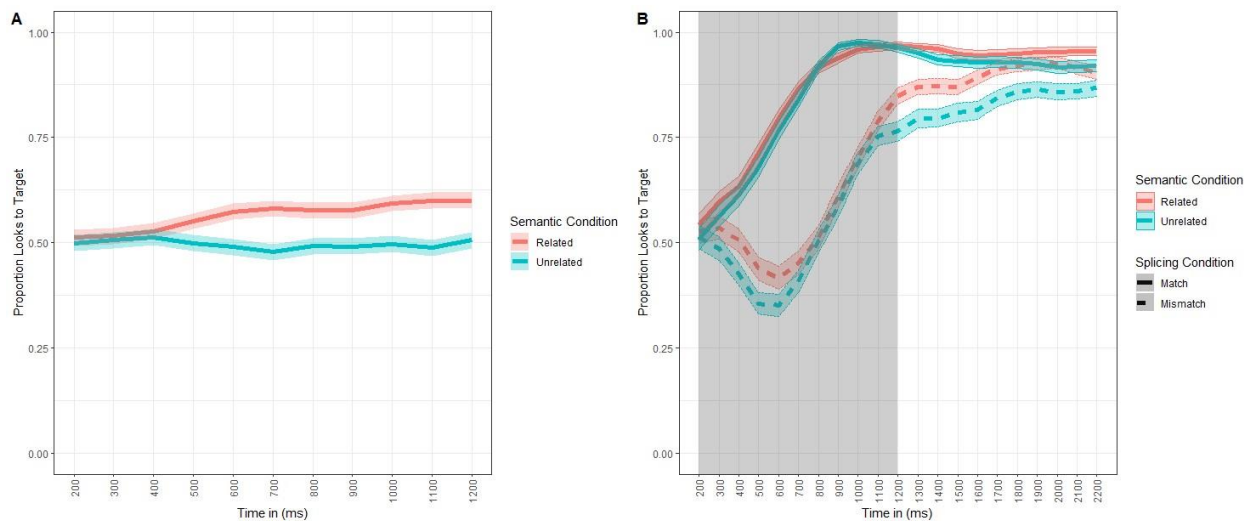 A
1.00
0.75
0.50
0.25
0.00
Proportion Looks to Target
200 300 400 500 600 700 800 900 1000 1100 1200
Time in (ms)
Semantic Condition
Related
Unrelated
B
1.00
0.75
0.50
0.25
0.00
Proportion Looks to Target
200 300 400 500 600 700 800 900 1000 1100 1200 1300 1400 1500 1600 1700 1800 1900 2000 2100 2200
Time in (ms)
Semantic Condition
Related
Unrelated
Splicing Condition
Match
Mismatch